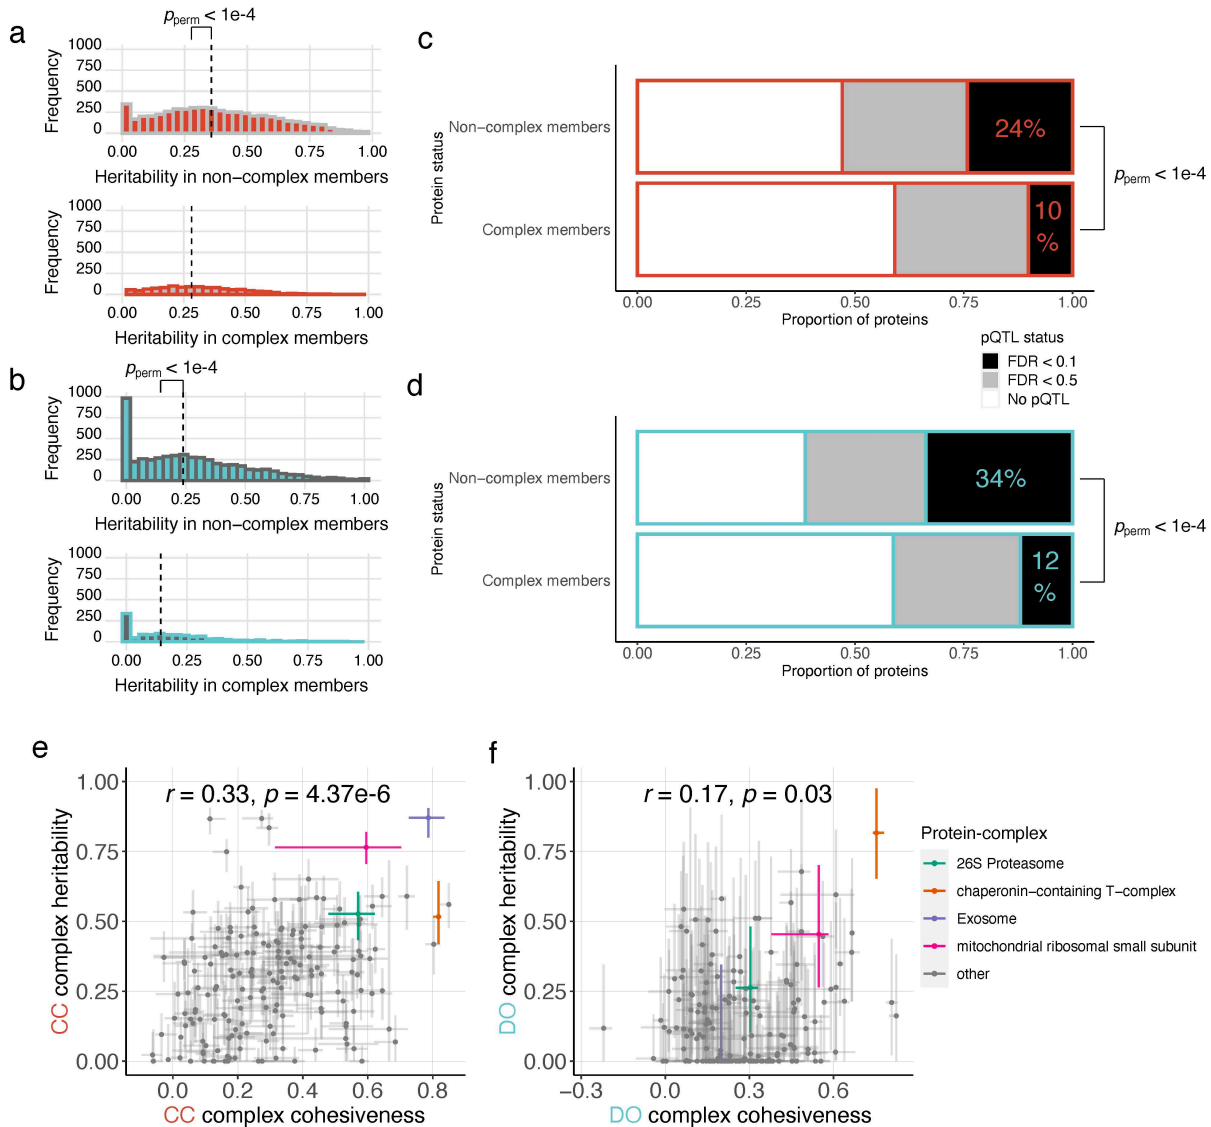 a
p perm < 1e-4
Frequency
1000
750
500
250
0
0.00 0.25 0.50 0.75 1.00
Heritability in non−complex members
Frequency
1000
750
500
250
0
0.00 0.25 0.50 0.75 1.00
Heritability in complex members
b
p perm < 1e-4
Frequency
1000
750
500
250
0
0.00 0.25 0.50 0.75 1.00
Heritability in non−complex members
Frequency
1000
750
500
250
0
0.00 0.25 0.50 0.75 1.00
Heritability in complex members
c
Protein status
Non−complex members
24%
Complex members
10
%
p perm < 1e-4
0.00 0.25 0.50 0.75 1.00
Proportion of proteins
pQTL status
FDR < 0.1
FDR < 0.5
No pQTL
d
Protein status
Non−complex members
34%
Complex members
12
%
p perm < 1e-4
0.00 0.25 0.50 0.75 1.00
Proportion of proteins
e
r = 0.33, p = 4.37e-6
CC complex heritability
1.00
0.75
0.50
0.25
0.00
0.0 0.2 0.4 0.6 0.8
CC complex cohesiveness
f
r = 0.17, p = 0.03
DO complex heritability
1.00
0.75
0.50
0.25
0.00
−0.3 0.0 0.3 0.6
DO complex cohesiveness
Protein-complex
26S Proteasome
chaperonin−containing T−complex
Exosome
mitochondrial ribosomal small subunit
other